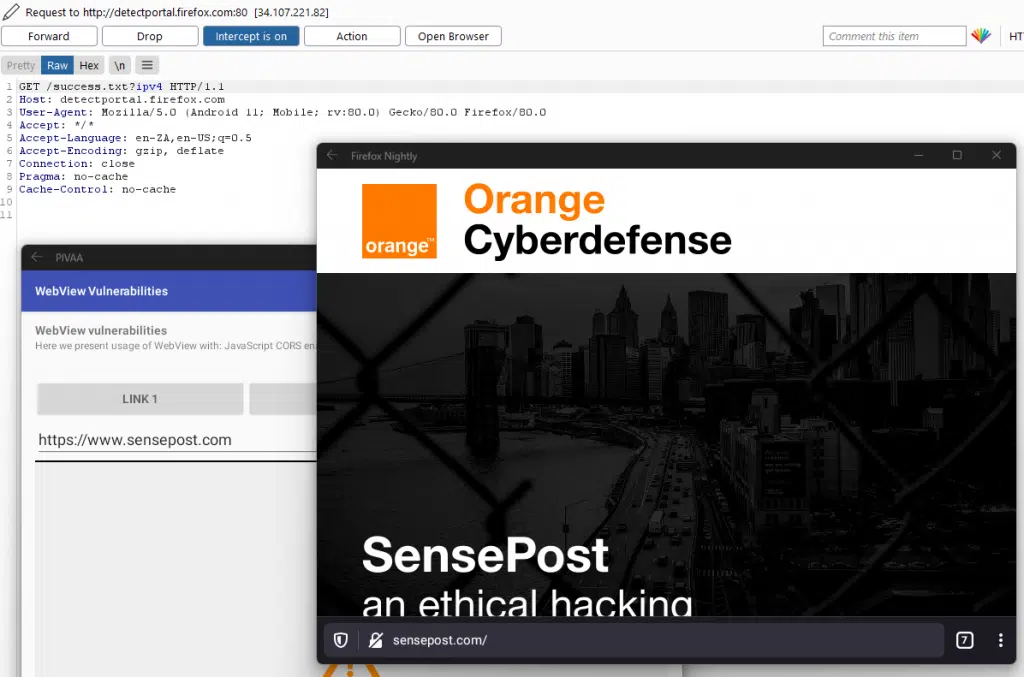 Request to http://detectportal.firefox.com:80 [34.107.221.82]
Forward Drop Intercept is on Action Open Browser Comment this item HT
Pretty Raw Hex \n
1 GET /success.txt?ipv4 HTTP/1.1
2 Host: detectportal.firefox.com
3 User-Agent: Mozilla/5.0 (Android 11; Mobile; rv:80.0) Gecko/80.0 Firefox/80.0
4 Accept: */*
5 Accept-Language: en-ZA,en-US;q=0.5
6 Accept-Encoding: gzip, deflate
7 Connection: close
8 Pragma: no-cache
9 Cache-Control: no-cache
10
11
Firefox Nightly
orange™
Orange
Cyberdefense
SensePost
an ethical hacking
sensepost.com/
7
PIVAA
WebView Vulnerabilities
WebView vulnerabilities
Here we present usage of WebView with: JavaScript CORS en
LINK 1
https://www.sensepost.com